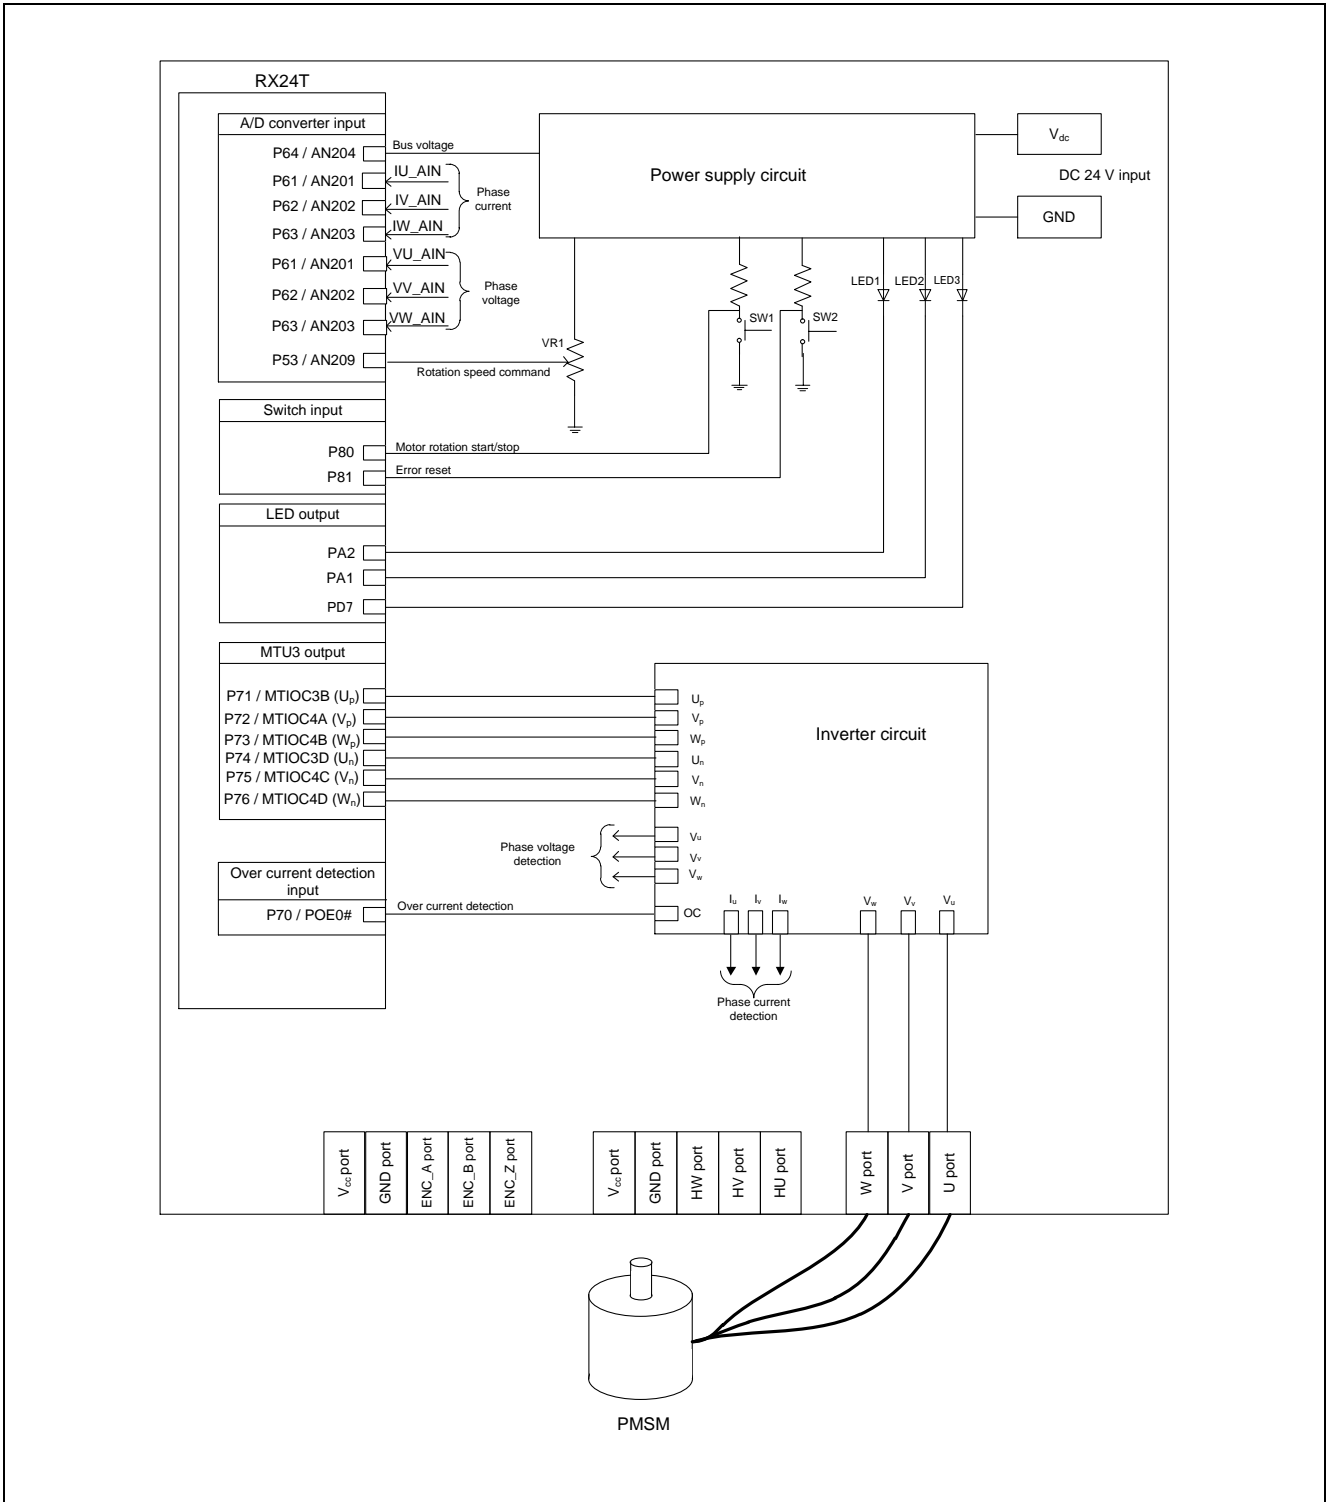 RX24T
A/D converter input
P64 / AN204
Bus voltage
P61 / AN201
IU_AIN
P62 / AN202
IV_AIN
P63 / AN203
IW_AIN
Phase
current
P61 / AN201
VU_AIN
P62 / AN202
VV_AIN
P63 / AN203
VW_AIN
Phase
voltage
P53 / AN209
Rotation speed command
VR1
Power supply circuit
Vdc
DC 24 V input
GND
SW1
SW2
LED1
LED2
LED3
Switch input
P80
Motor rotation start/stop
P81
Error reset
LED output
PA2
PA1
PD7
MTU3 output
P71 / MTIOC3B (Up)
P72 / MTIOC4A (Vp)
P73 / MTIOC4B (Wp)
P74 / MTIOC3D (Un)
P75 / MTIOC4C (Vn)
P76 / MTIOC4D (Wn)
Up
Vp
Wp
Un
Vn
Wn
Inverter circuit
Phase voltage
detection
Vu
Vv
Vw
Over current detection
input
P70 / POE0#
Over current detection
OC
Iu
Iv
Iw
Vw
Vv
Vu
Phase current
detection
Vcc port
GND port
ENC_A port
ENC_B port
ENC_Z port
Vcc port
GND port
HW port
HV port
HU port
W port
V port
U port
PMSM